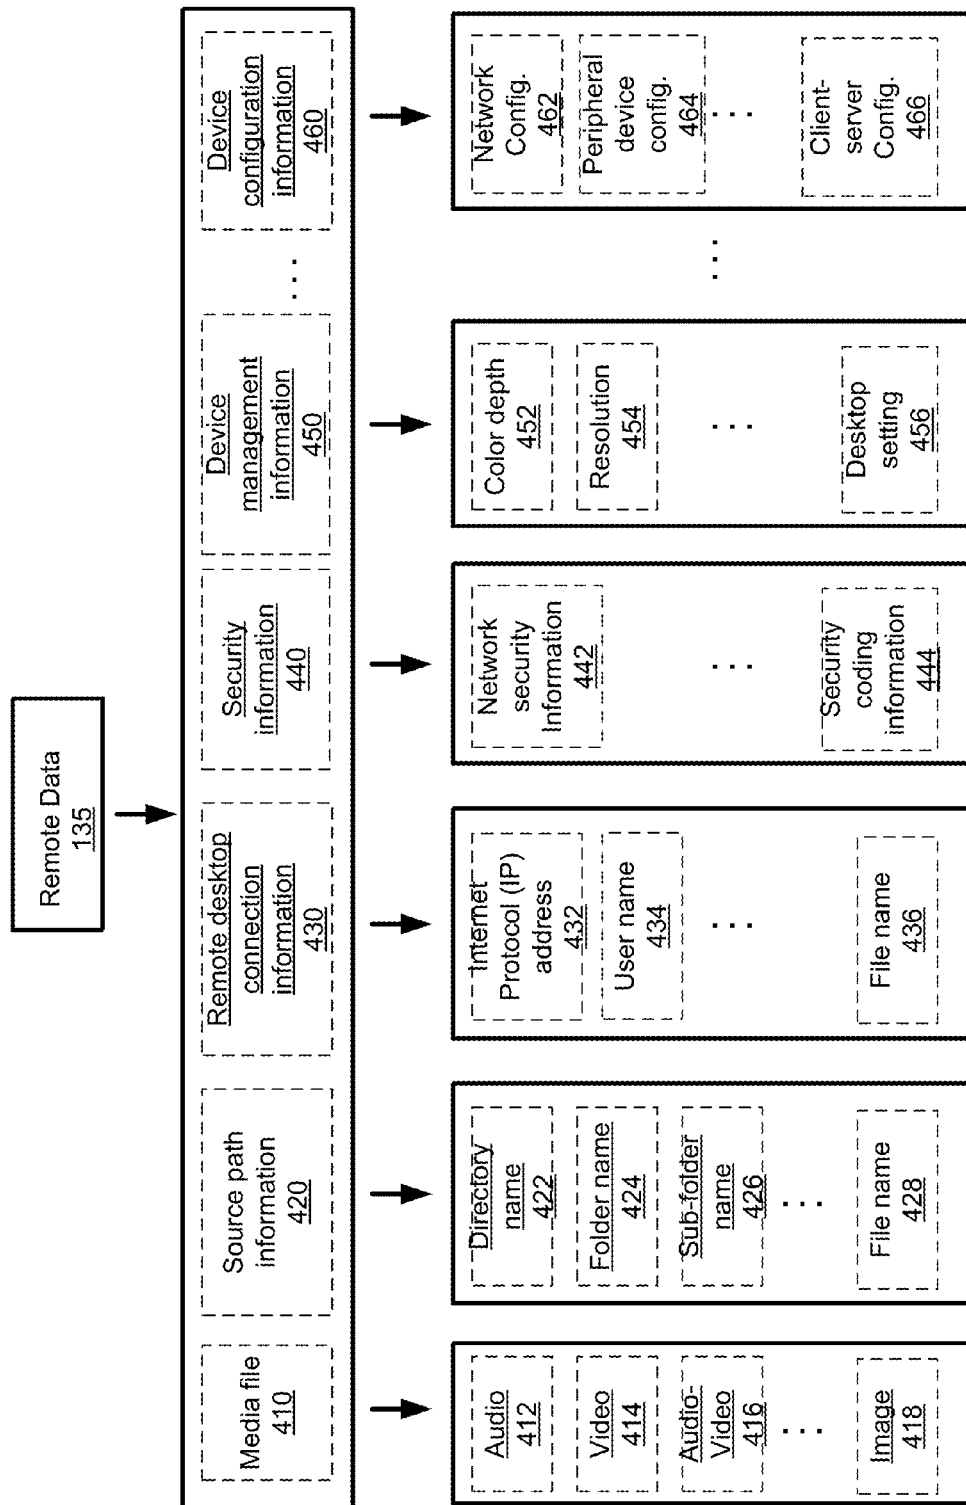 Remote Data
135
Media file
410
Source path
information
420
Remote desktop
connection
information
430
Security
information
440
Device
management
information
450
. . .
Device
configuration
information
460
Audio
412
Video
414
Audio-
Video
416
. . .
Image
418
Directory
name
422
Folder name
424
Sub-folder
name
426
. . .
File name
428
Internet
Protocol (IP)
address
432
User name
434
. . .
File name
436
Network
security
Information
442
. . .
Security
coding
information
444
Color depth
452
Resolution
454
. . .
Desktop
setting
456
. . .
Network
Config.
462
Peripheral
device
config.
464
. . .
Client-
server
Config.
466